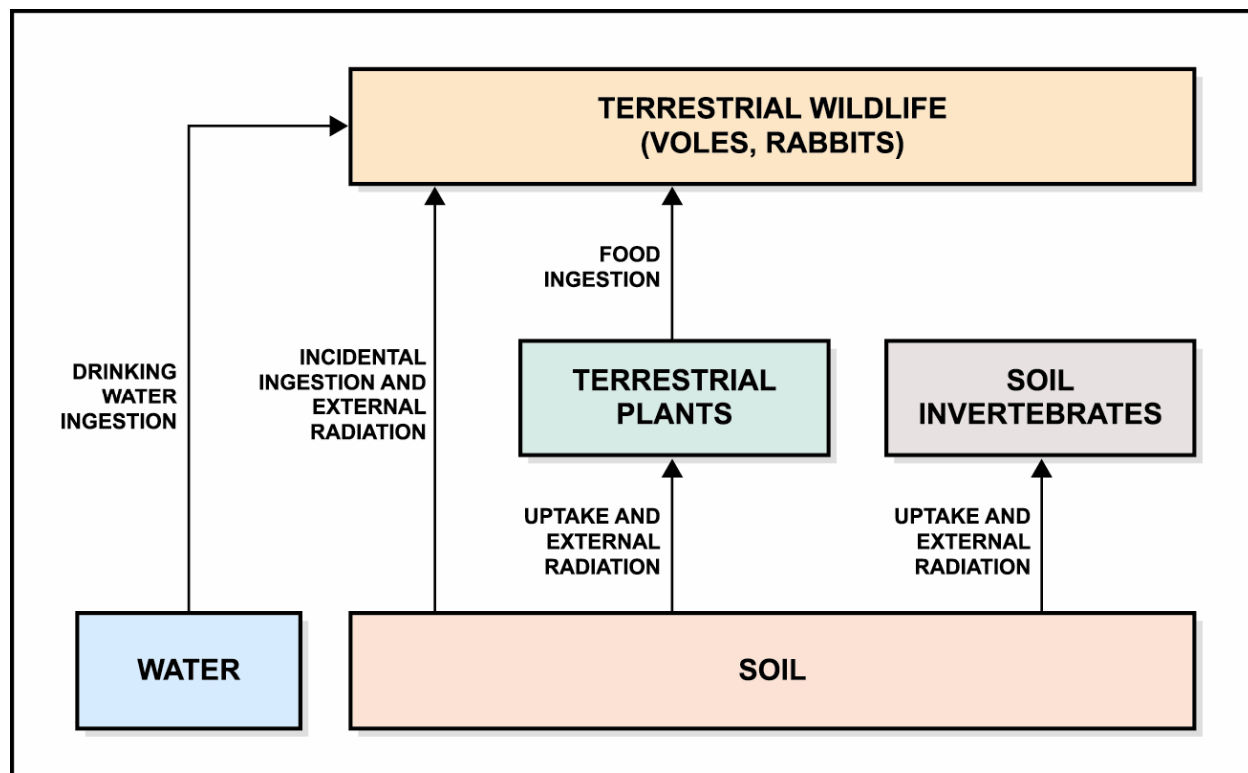 TERRESTRIAL WILDLIFE
(VOLES, RABBITS)
FOOD
INGESTION
DRINKING
WATER
INGESTION
INCIDENTAL
INGESTION AND
EXTERNAL
RADIATION
TERRESTRIAL
PLANTS
SOIL
INVERTEBRATES
UPTAKE AND
EXTERNAL
RADIATION
UPTAKE AND
EXTERNAL
RADIATION
WATER
SOIL